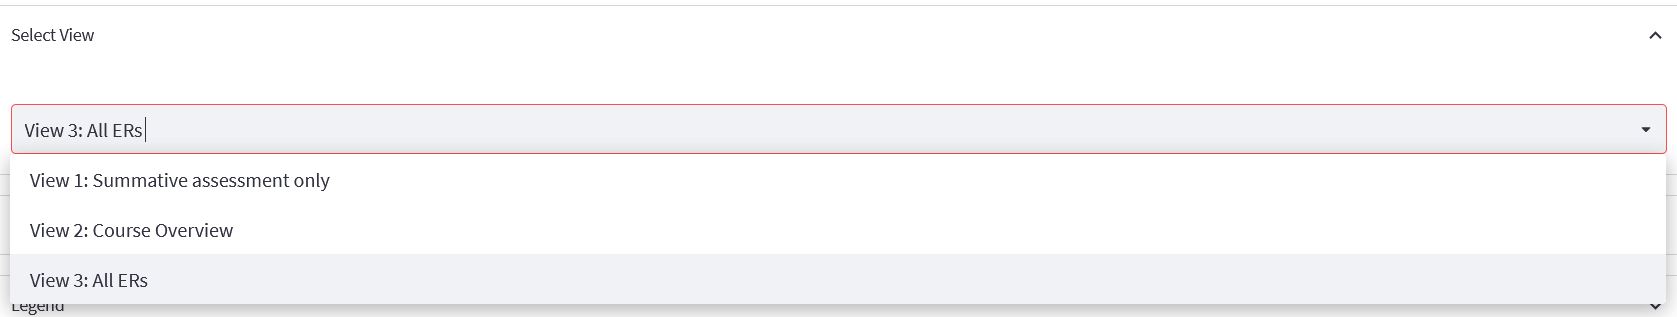 Select View
View 3: All ERs
View 1: Summative assessment only
View 2: Course Overview
View 3: All ERs
Legend